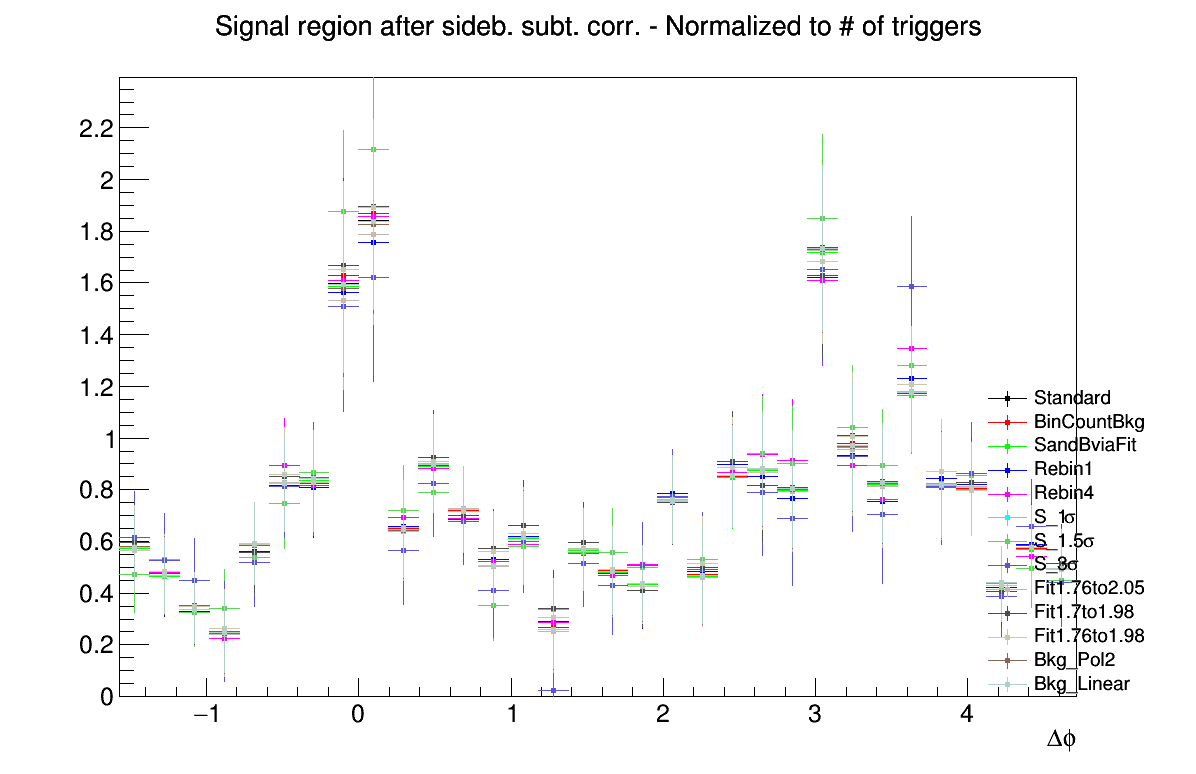 Signal region after sideb. subt. corr. - Normalized to # of triggers
2.2
2
1.8
1.6
1.4
1.2
1
0.8
0.6
0.4
0.2
0
Standard
BinCountBkg
SandBviaFit
Rebin1
Rebin4
S_1σ
S_1.5σ
S_3σ
Fit1.76to2.05
Fit1.7to1.98
Fit1.76to1.98
Bkg_Pol2
Bkg_Linear
−1 0 1 2 3 4
Δϕ